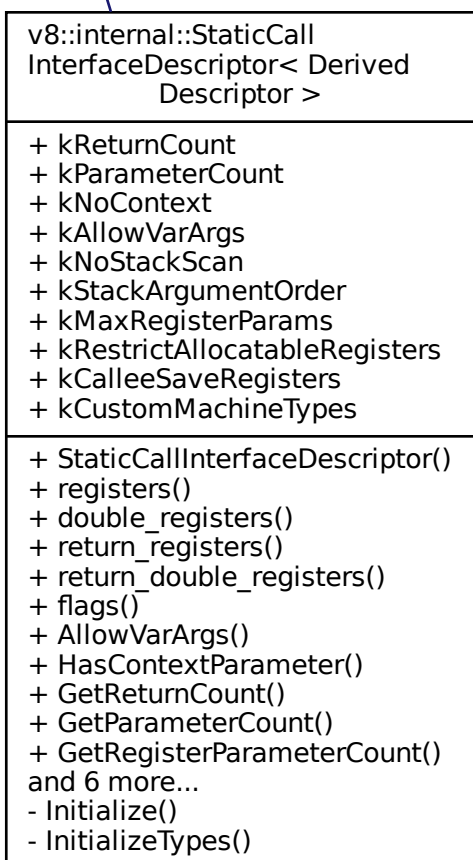 v8::internal::StaticCall
InterfaceDescriptor< Derived
Descriptor >
+ kReturnCount
+ kParameterCount
+ kNoContext
+ kAllowVarArgs
+ kNoStackScan
+ kStackArgumentOrder
+ kMaxRegisterParams
+ kRestrictAllocatableRegisters
+ kCalleeSaveRegisters
+ kCustomMachineTypes
+ StaticCallInterfaceDescriptor()
+ registers()
+ double_registers()
+ return_registers()
+ return_double_registers()
+ flags()
+ AllowVarArgs()
+ HasContextParameter()
+ GetReturnCount()
+ GetParameterCount()
+ GetRegisterParameterCount()
and 6 more...
- Initialize()
- InitializeTypes()